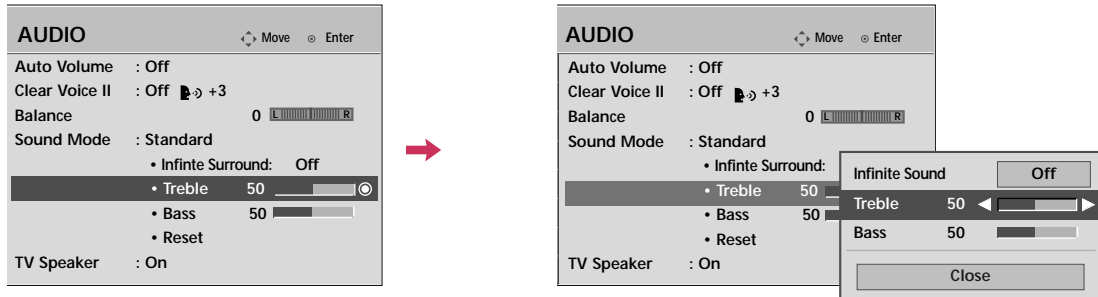 AUDIO Move Enter
Auto Volume : Off
Clear Voice II : Off +3
Balance 0 L R
Sound Mode : Standard
• Infinte Surround: Off
• Treble 50
• Bass 50
• Reset
TV Speaker : On
AUDIO Move Enter
Auto Volume : Off
Clear Voice II : Off +3
Balance 0 L R
Sound Mode : Standard
• Infinte Surround:
• Treble 50
• Bass 50
• Reset
TV Speaker : On
Infinite Sound Off
Treble 50
Bass 50
Close